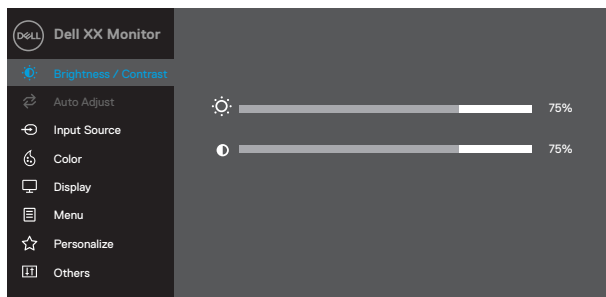 DELL Dell XX Monitor
Brightness / Contrast
Auto Adjust
Input Source
Color
Display
Menu
Personalize
Others
75%
75%